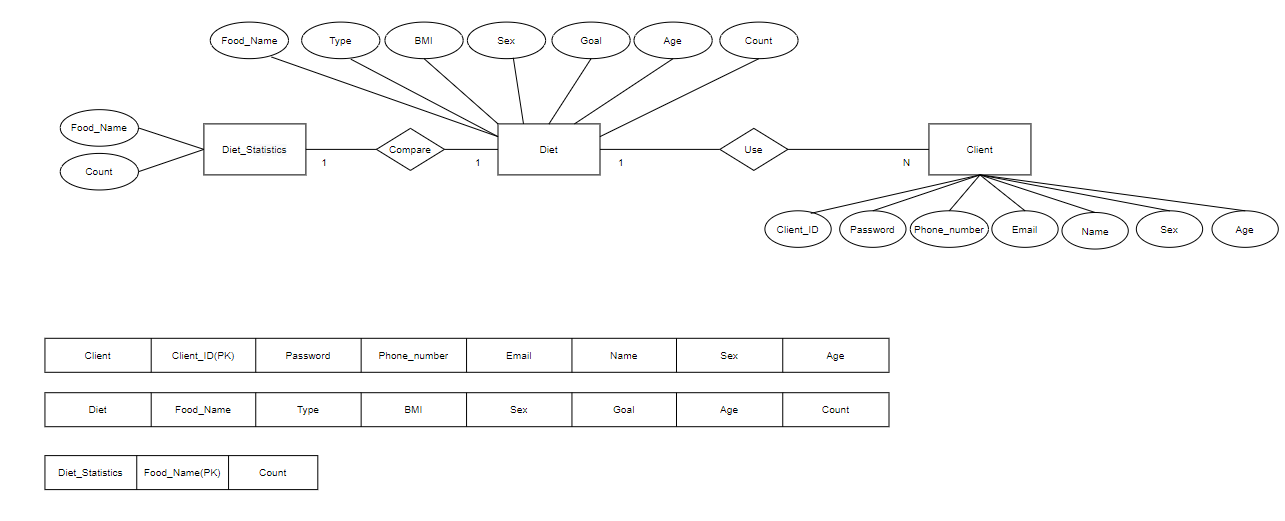 Food_Name
Type
BMI
Sex
Goal
Age
Count
Food_Name
Count
Diet_Statistics
1
Compare
1
Diet
1
Use
N
Client
Client_ID
Password
Phone_number
Email
Name
Sex
Age
Client Client_ID(PK) Password Phone_number Email Name Sex Age
Diet Food_Name Type BMI Sex Goal Age Count
Diet_Statistics Food_Name(PK) Count